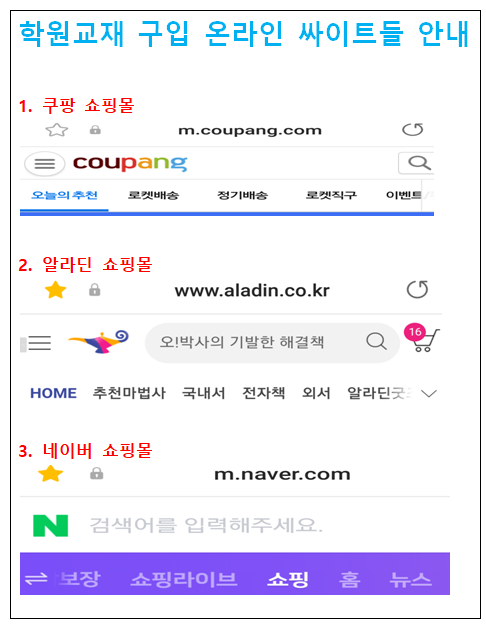 학원교재 구입 온라인 싸이트들 안내
1. 쿠팡 쇼핑몰
m.coupang.com
coupang
오늘의 추천 로켓배송 정기배송 로켓직구 이벤트
2. 알라딘 쇼핑몰
www.aladin.co.kr
오!박사의 기발한 해결책 16
HOME 추천마법사 국내서 전자책 외서 알라딘굿
3. 네이버 쇼핑몰
m.naver.com
N 검색어를 입력해주세요.
보장 쇼핑라이브 쇼핑 홈 뉴스